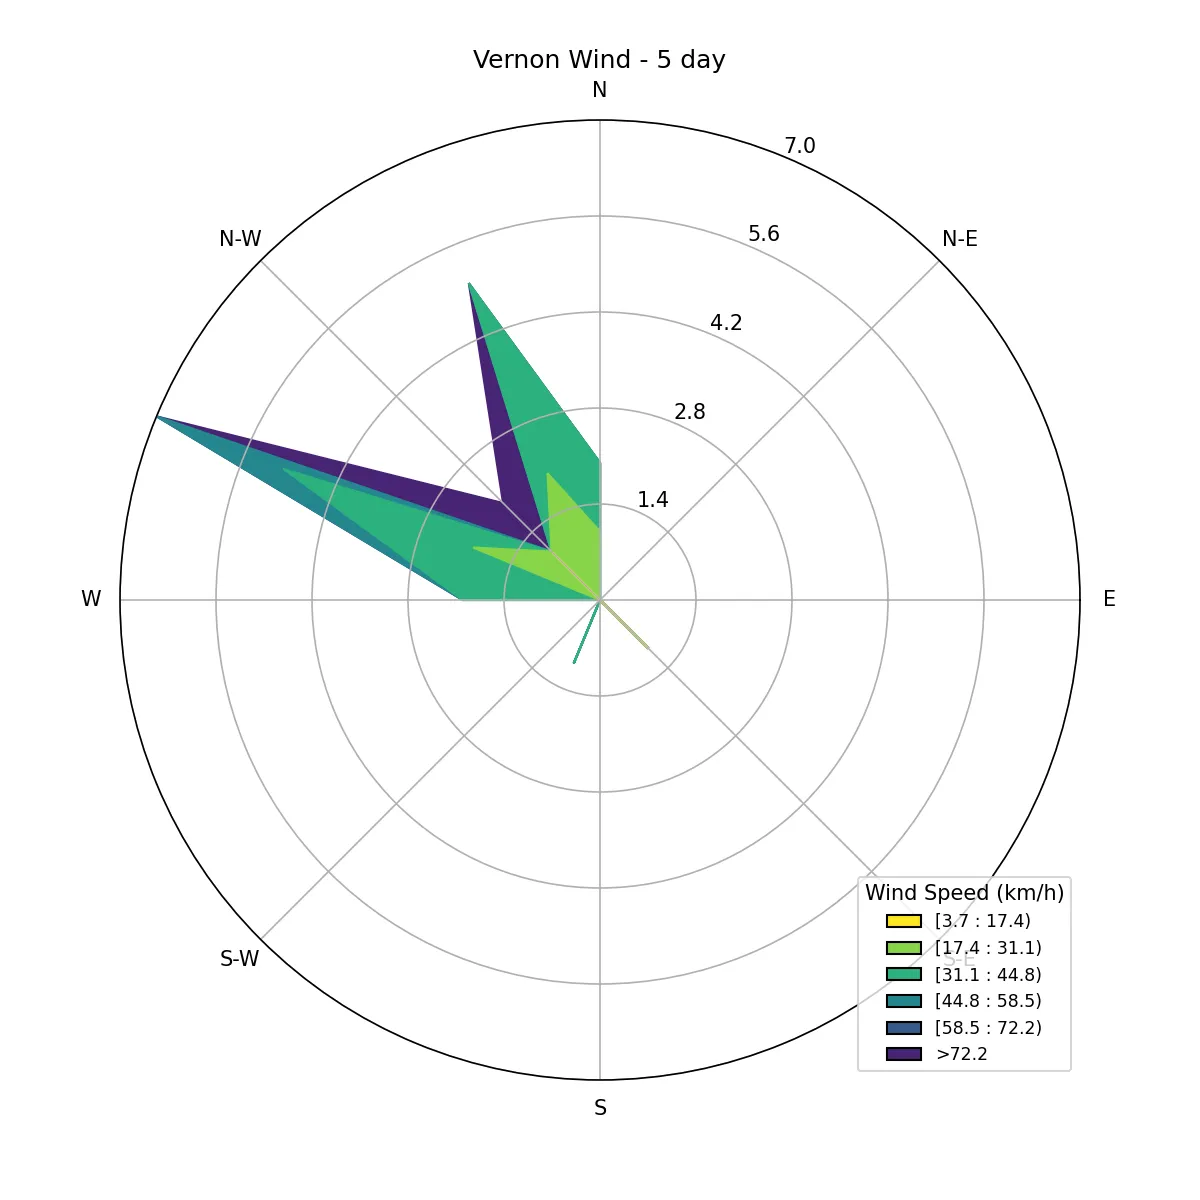 Vernon Wind - 5 day
N
7.0
N-W
N-E
5.6
4.2
2.8
1.4
W
E
S-W
S-E
S
Wind Speed (km/h)
[3.7 : 17.4)
[17.4 : 31.1)
[31.1 : 44.8)
[44.8 : 58.5)
[58.5 : 72.2)
>72.2